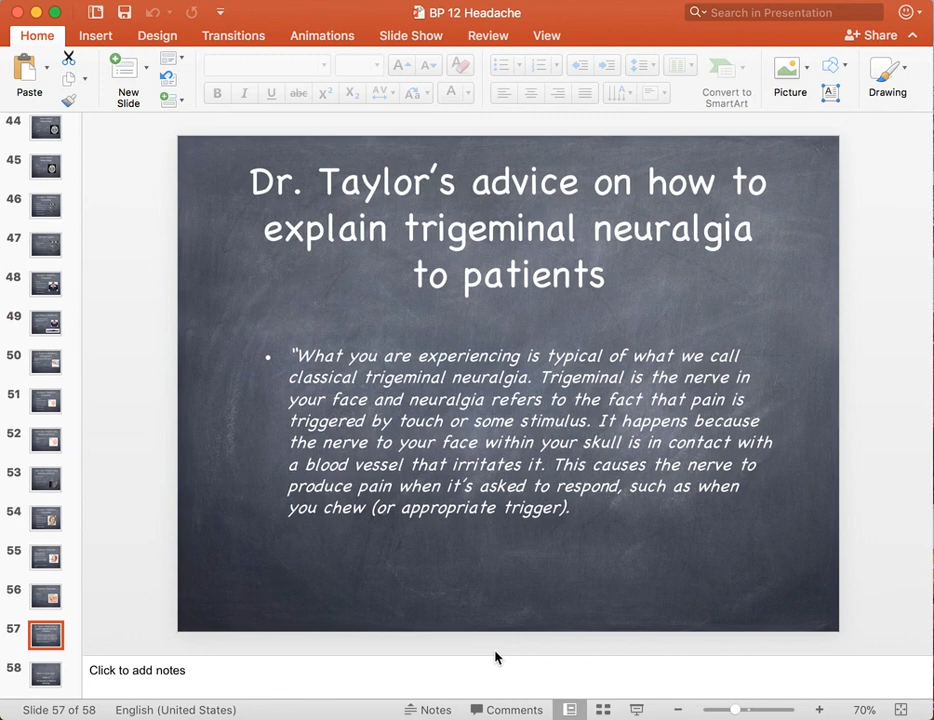 BP 12 Headache
Search in Presentation
Home Insert Design Transitions Animations Slide Show Review View Share
Paste
New
Slide
B I U abc X² X₂ AV Aa A
Convert to
SmartArt
Picture
Drawing
44
45
46
47
48
49
50
51
52
53
54
55
56
57
58
Dr. Taylor's advice on how to
explain trigeminal neuralgia
to patients
• "What you are experiencing is typical of what we call
classical trigeminal neuralgia. Trigeminal is the nerve in
your face and neuralgia refers to the fact that pain is
triggered by touch or some stimulus. It happens because
the nerve to your face within your skull is in contact with
a blood vessel that irritates it. This causes the nerve to
produce pain when it's asked to respond, such as when
you chew (or appropriate trigger).
Click to add notes
Slide 57 of 58 English (United States) Notes Comments 70%